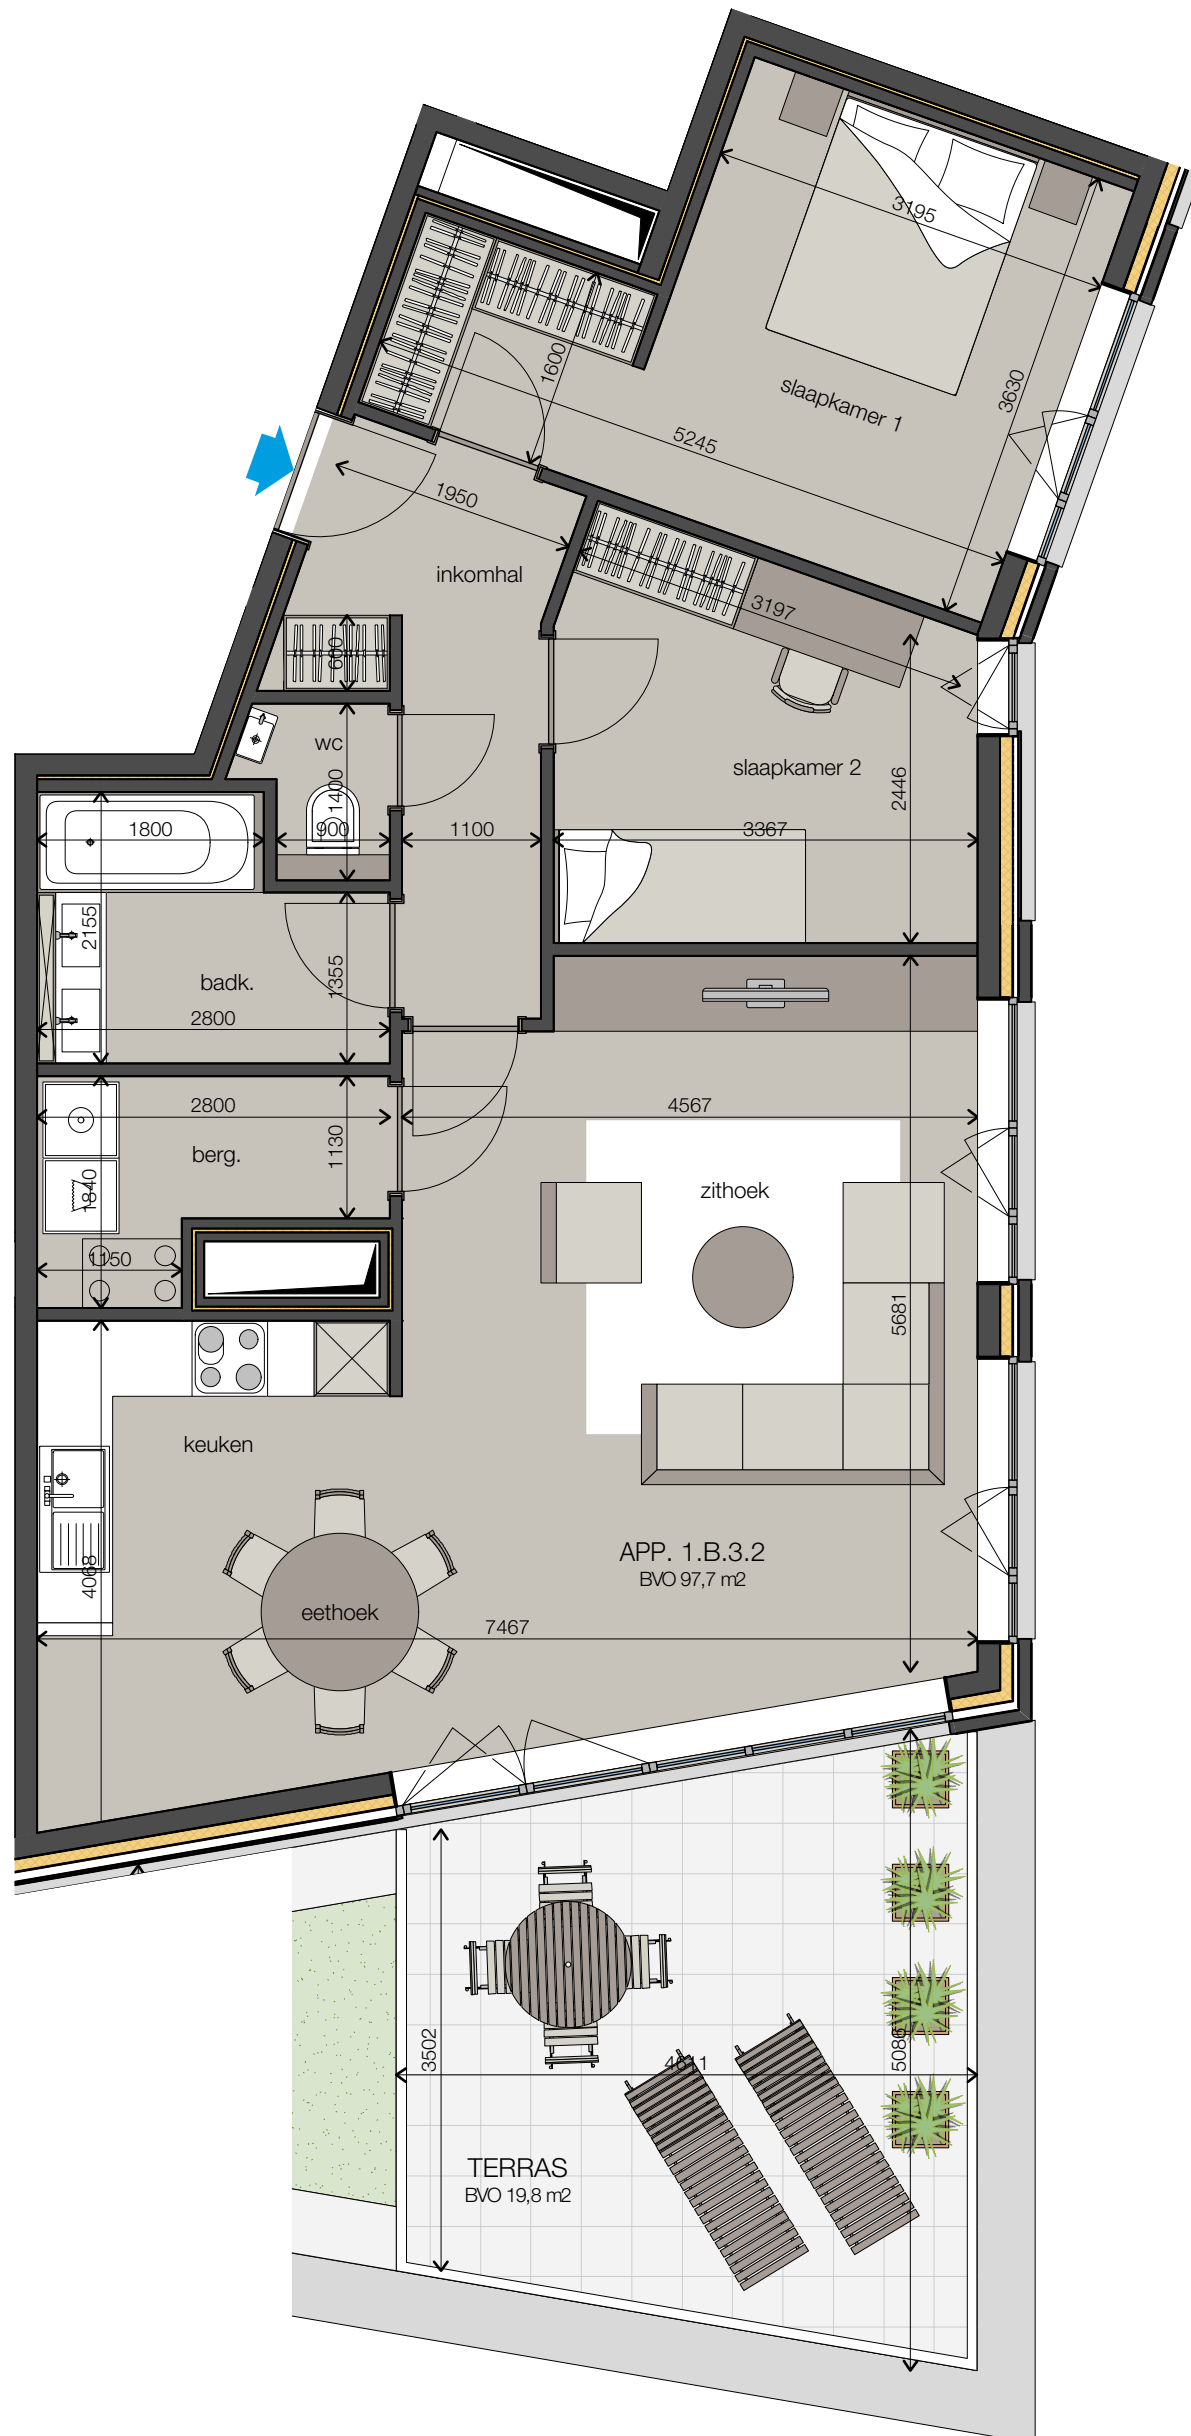 3195
1600
slaapkamer 1
3630
5245
1950
inkomhal
3197
600
wc
1400
slaapkamer 2
2446
1800
900
1100
3367
2155
badk.
1355
2800
2800
4567
berg.
1130
1840
zithoek
1150
5681
keuken
APP. 1.B.3.2
BVO 97,7 m2
4068
eethoek
7467
3502
4611
5086
TERRAS
BVO 19,8 m2